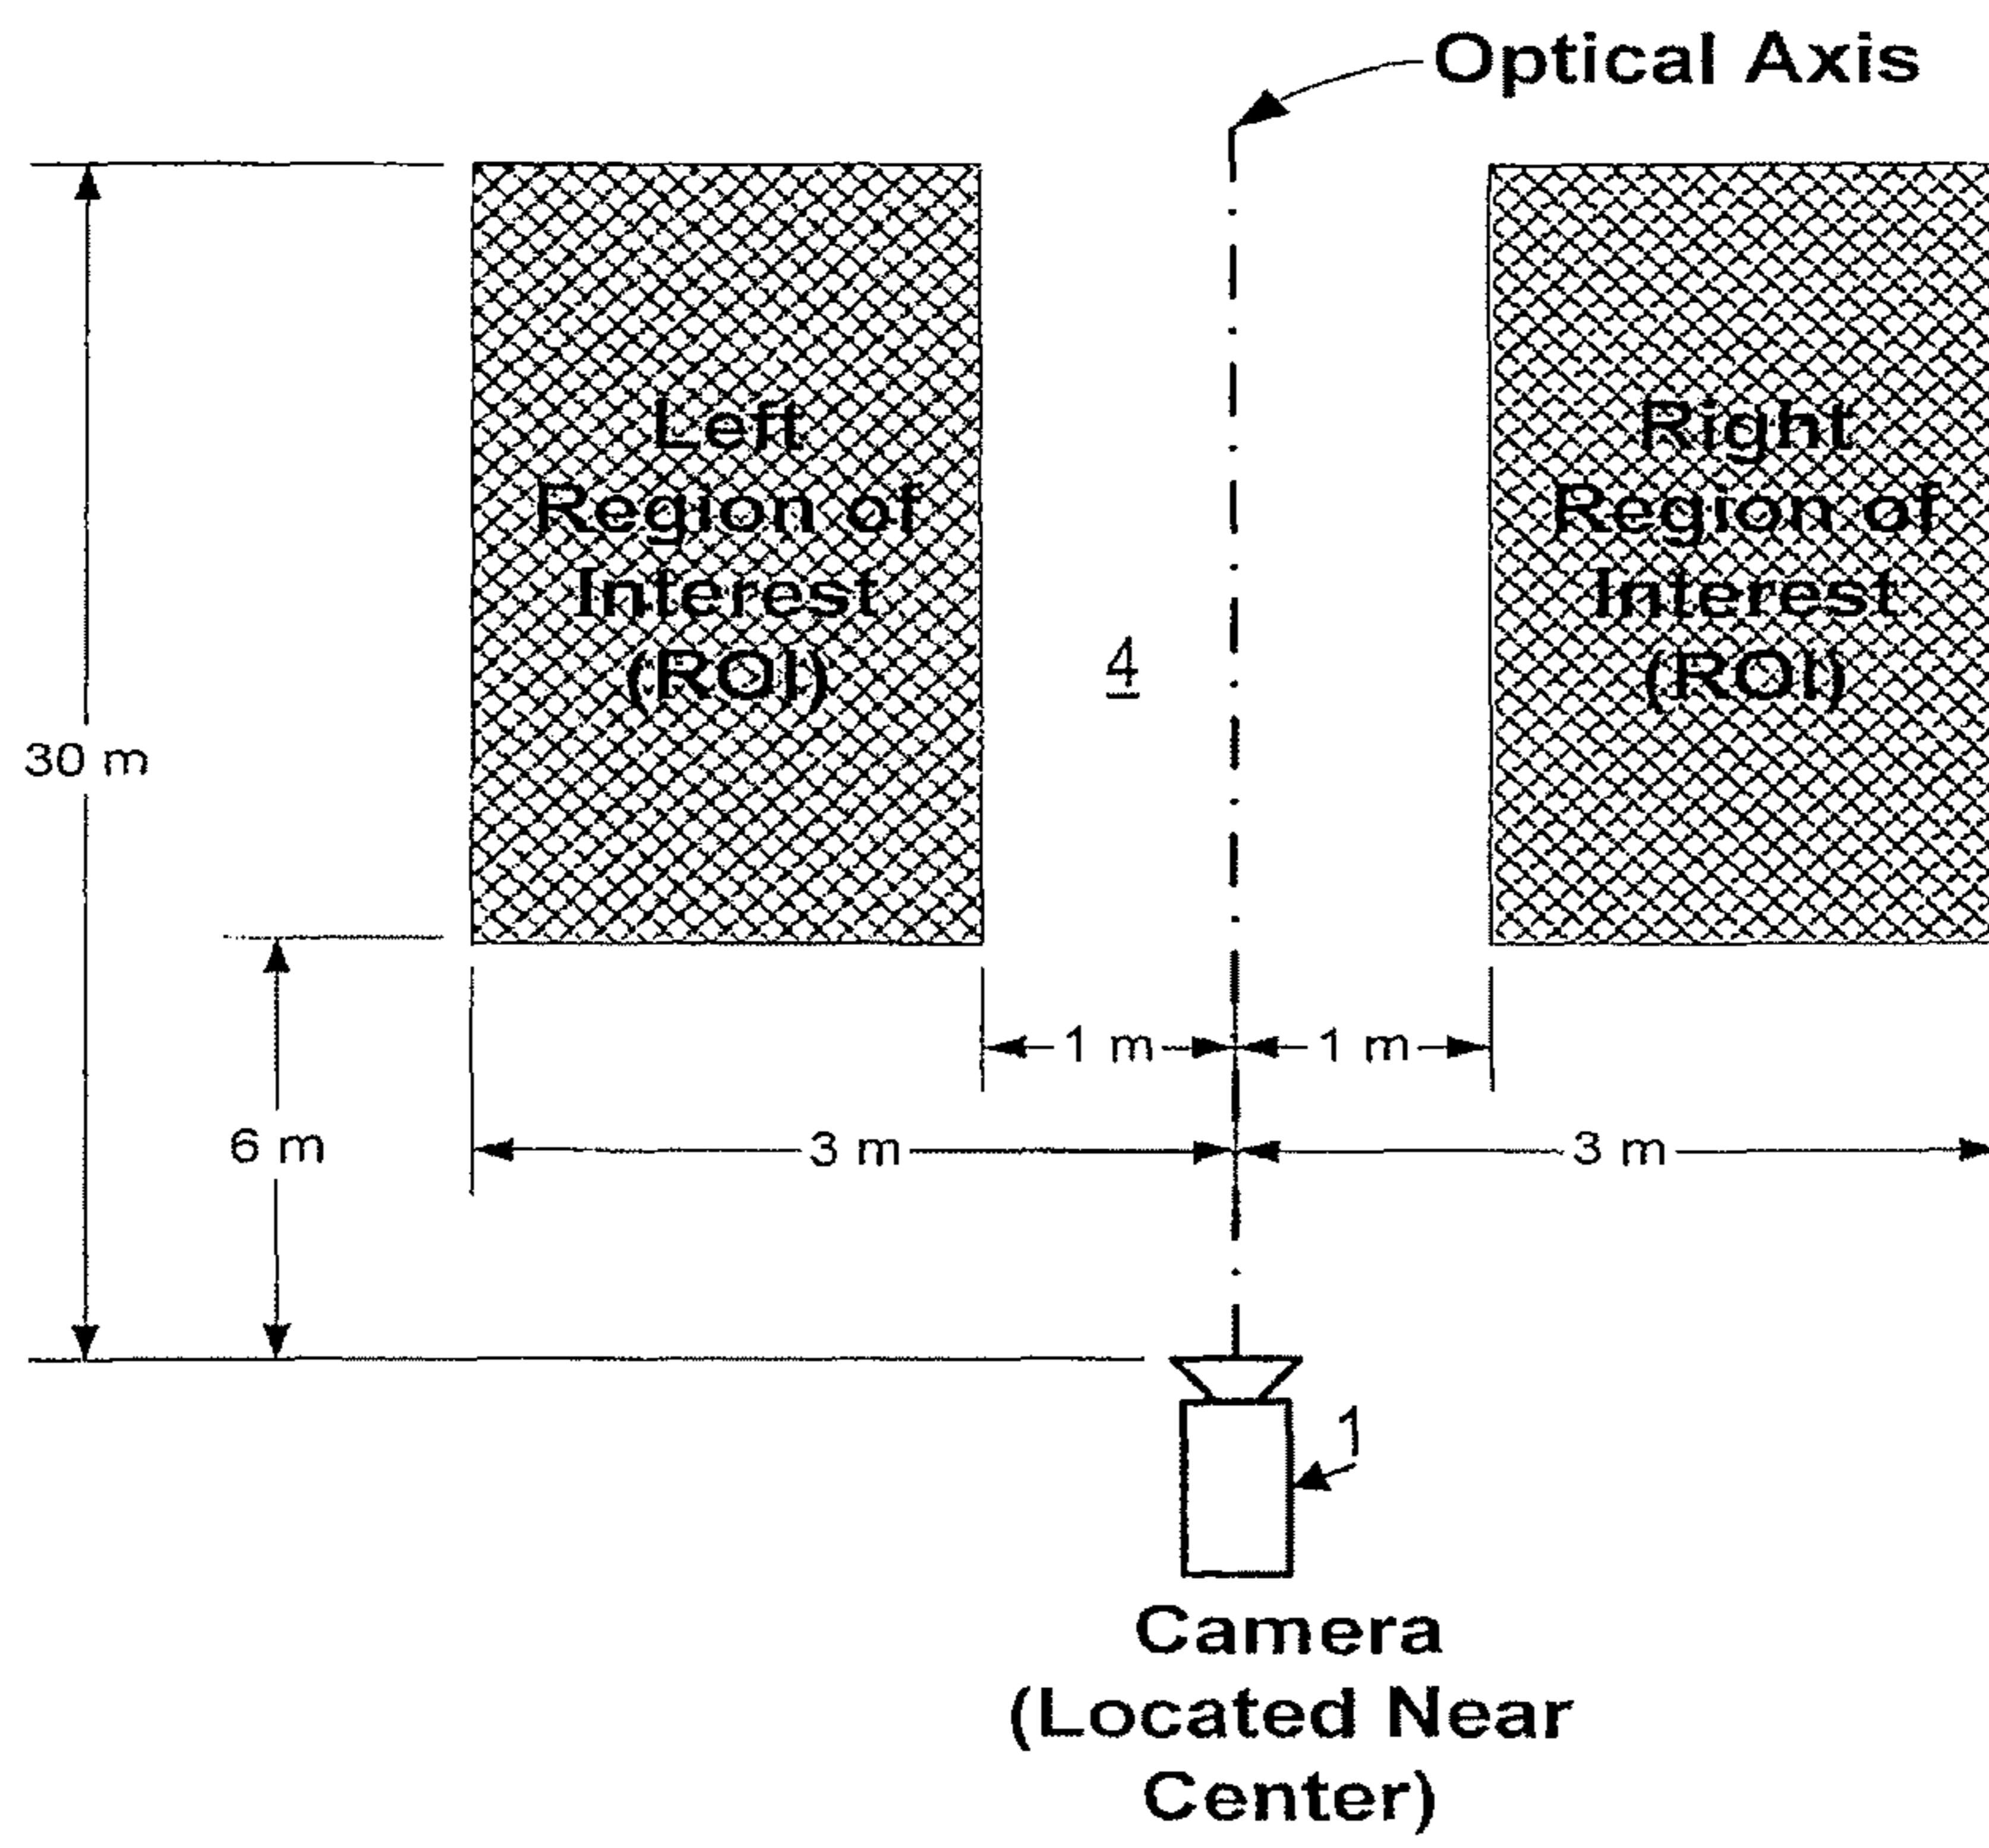 Optical Axis
Left
Region of
Interest
(ROI)
Right
Region of
Interest
(ROI)
4
30 m
1 m
1 m
6 m
3 m
3 m
1
Camera
(Located Near
Center)